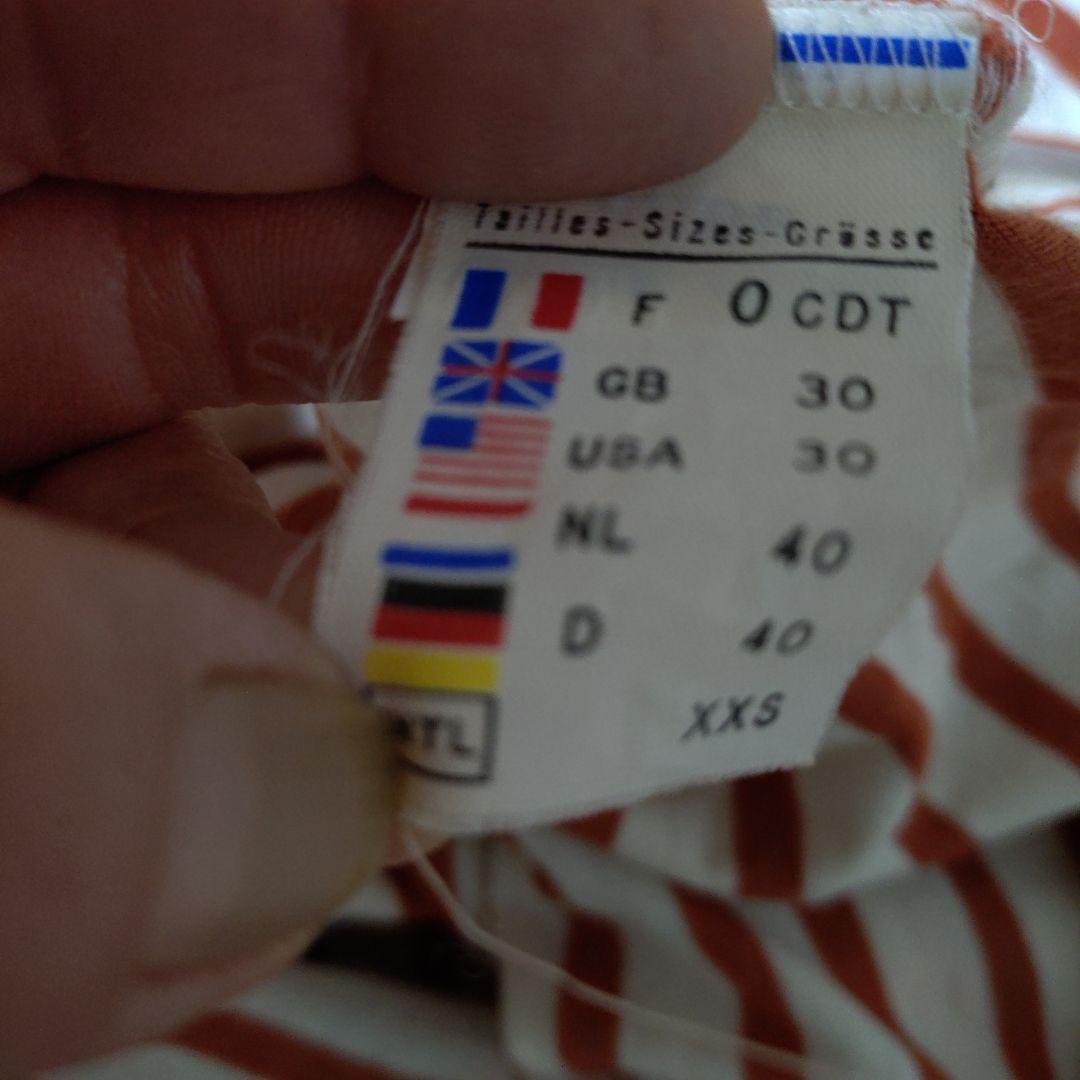 Tailles-Sizes-Grösse
F 0 CDT
GB 30
USA 30
NL 40
D 40
XXS